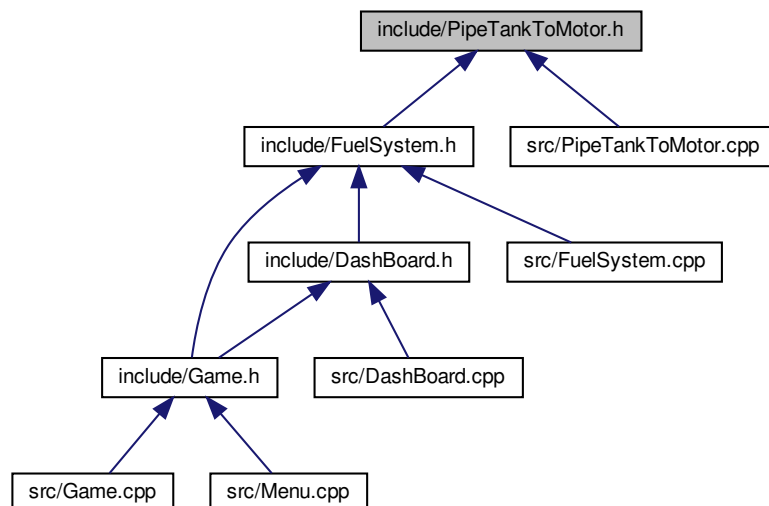 include/PipeTankToMotor.h
include/FuelSystem.h
src/PipeTankToMotor.cpp
include/DashBoard.h
src/FuelSystem.cpp
include/Game.h
src/DashBoard.cpp
src/Game.cpp
src/Menu.cpp